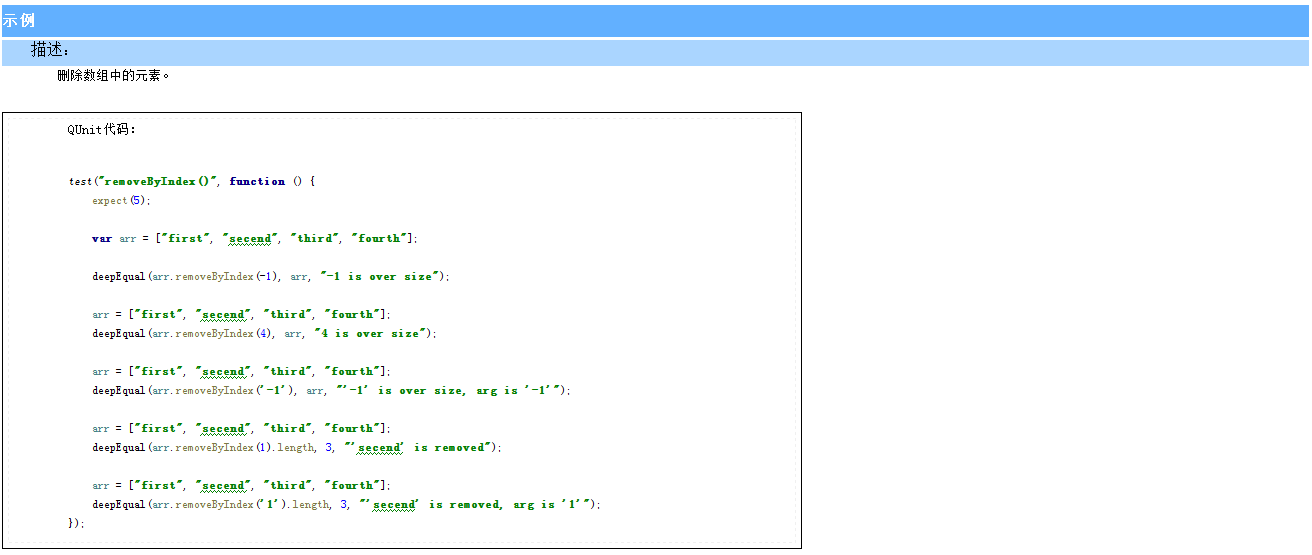 示例
描述：
删除数组中的元素。
QUnit代码：
test("removeByIndex()", function () {
expect(5);
var arr = ["first", "secend", "third", "fourth"];
deepEqual(arr.removeByIndex(-1), arr, "-1 is over size");
arr = ["first", "secend", "third", "fourth"];
deepEqual(arr.removeByIndex(4), arr, "4 is over size");
arr = ["first", "secend", "third", "fourth"];
deepEqual(arr.removeByIndex('-1'), arr, "'-1' is over size, arg is '-1'");
arr = ["first", "secend", "third", "fourth"];
deepEqual(arr.removeByIndex(1).length, 3, "'secend' is removed");
arr = ["first", "secend", "third", "fourth"];
deepEqual(arr.removeByIndex('1').length, 3, "'secend' is removed, arg is '1'");
});